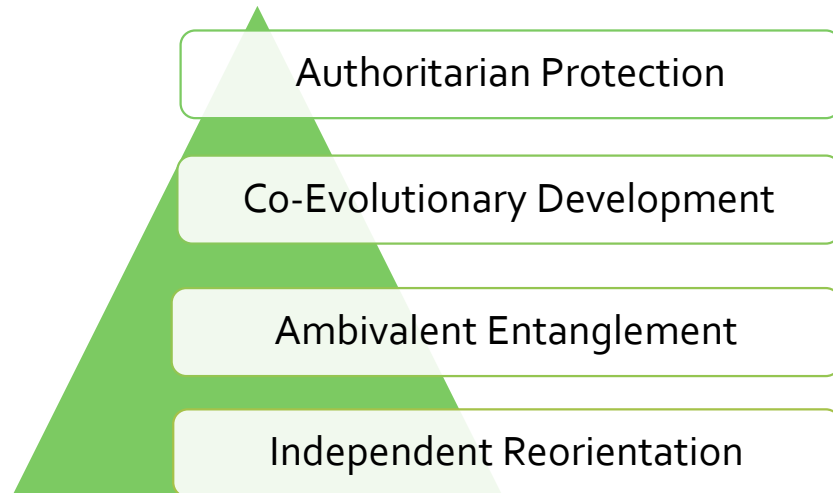 Authoritarian Protection
Co-Evolutionary Development
Ambivalent Entanglement
Independent Reorientation